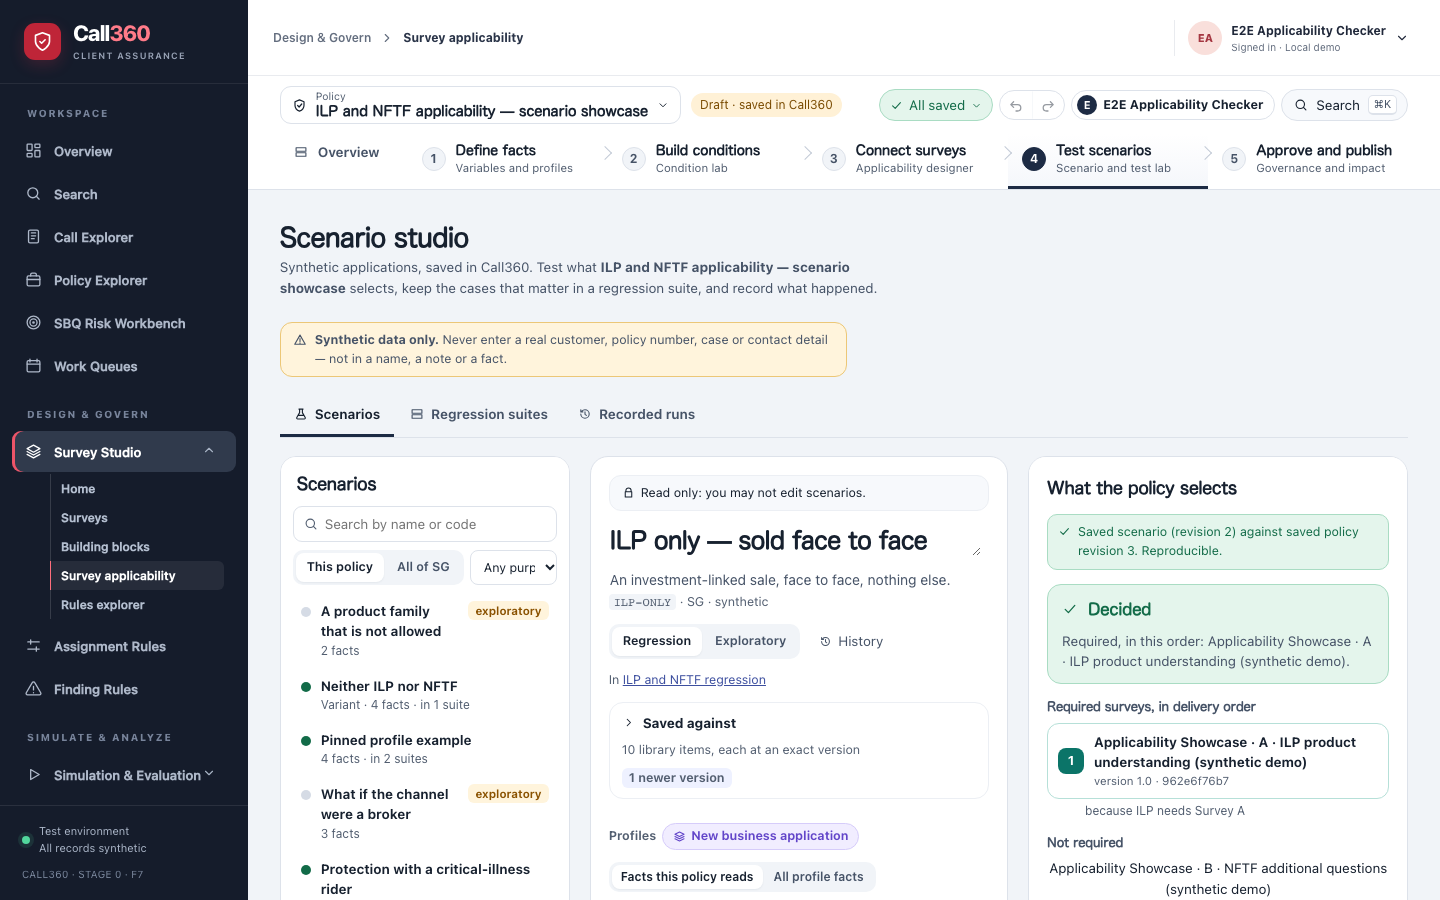 Call360
CLIENT ASSURANCE
WORKSPACE
Overview
Search
Call Explorer
Policy Explorer
SBQ Risk Workbench
Work Queues
DESIGN & GOVERN
Survey Studio
Home
Surveys
Building blocks
Survey applicability
Rules explorer
Assignment Rules
Finding Rules
SIMULATE & ANALYZE
Simulation & Evaluation
Test environment
All records synthetic
CALL360 · STAGE 0 · F7
Design & Govern
Survey applicability
EA
E2E Applicability Checker
Signed in · Local demo
Policy
ILP and NFTF applicability — scenario showcase
Draft · saved in Call360
All saved
E
E2E Applicability Checker
Search
⌘K
Overview
1
Define facts
Variables and profiles
2
Build conditions
Condition lab
3
Connect surveys
Applicability designer
4
Test scenarios
Scenario and test lab
5
Approve and publish
Governance and impact
Scenario studio
Synthetic applications, saved in Call360. Test what ILP and NFTF applicability — scenario
showcase selects, keep the cases that matter in a regression suite, and record what happened.
Synthetic data only. Never enter a real customer, policy number, case or contact detail
— not in a name, a note or a fact.
Scenarios
Regression suites
Recorded runs
Scenarios
Search by name or code
This policy
All of SG
Any purp
A product family
that is not allowed
exploratory
2 facts
Neither ILP nor NFTF
Variant · 4 facts · in 1 suite
Pinned profile example
4 facts · in 2 suites
What if the channel
were a broker
exploratory
3 facts
Protection with a critical-illness
rider
Read only: you may not edit scenarios.
ILP only — sold face to face
An investment-linked sale, face to face, nothing else.
ILP-ONLY · SG · synthetic
Regression
Exploratory
History
In ILP and NFTF regression
Saved against
10 library items, each at an exact version
1 newer version
Profiles
New business application
Facts this policy reads
All profile facts
What the policy selects
Saved scenario (revision 2) against saved policy
revision 3. Reproducible.
Decided
Required, in this order: Applicability Showcase · A
· ILP product understanding (synthetic demo).
Required surveys, in delivery order
1
Applicability Showcase · A · ILP product
understanding (synthetic demo)
version 1.0 · 962e6f76b7
because ILP needs Survey A
Not required
Applicability Showcase · B · NFTF additional questions
(synthetic demo)